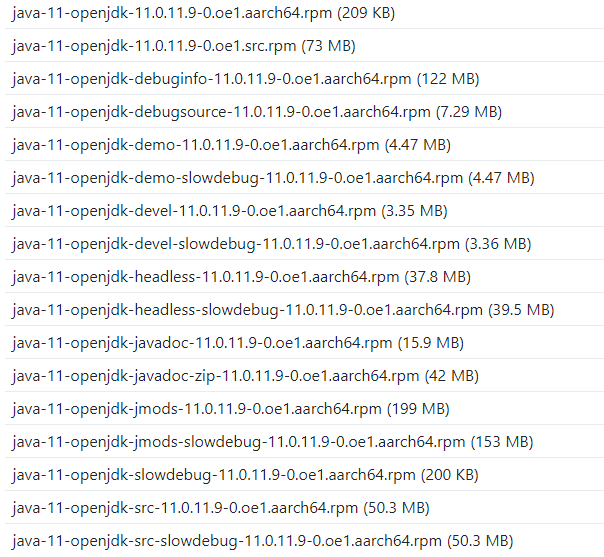 java-11-openjdk-11.0.11.9-0.oe1.aarch64.rpm (209 KB)
java-11-openjdk-11.0.11.9-0.oe1.src.rpm (73 MB)
java-11-openjdk-debuginfo-11.0.11.9-0.oe1.aarch64.rpm (122 MB)
java-11-openjdk-debugsource-11.0.11.9-0.oe1.aarch64.rpm (7.29 MB)
java-11-openjdk-demo-11.0.11.9-0.oe1.aarch64.rpm (4.47 MB)
java-11-openjdk-demo-slowdebug-11.0.11.9-0.oe1.aarch64.rpm (4.47 MB)
java-11-openjdk-devel-11.0.11.9-0.oe1.aarch64.rpm (3.35 MB)
java-11-openjdk-devel-slowdebug-11.0.11.9-0.oe1.aarch64.rpm (3.36 MB)
java-11-openjdk-headless-11.0.11.9-0.oe1.aarch64.rpm (37.8 MB)
java-11-openjdk-headless-slowdebug-11.0.11.9-0.oe1.aarch64.rpm (39.5 MB)
java-11-openjdk-javadoc-11.0.11.9-0.oe1.aarch64.rpm (15.9 MB)
java-11-openjdk-javadoc-zip-11.0.11.9-0.oe1.aarch64.rpm (42 MB)
java-11-openjdk-jmods-11.0.11.9-0.oe1.aarch64.rpm (199 MB)
java-11-openjdk-jmods-slowdebug-11.0.11.9-0.oe1.aarch64.rpm (153 MB)
java-11-openjdk-slowdebug-11.0.11.9-0.oe1.aarch64.rpm (200 KB)
java-11-openjdk-src-11.0.11.9-0.oe1.aarch64.rpm (50.3 MB)
java-11-openjdk-src-slowdebug-11.0.11.9-0.oe1.aarch64.rpm (50.3 MB)